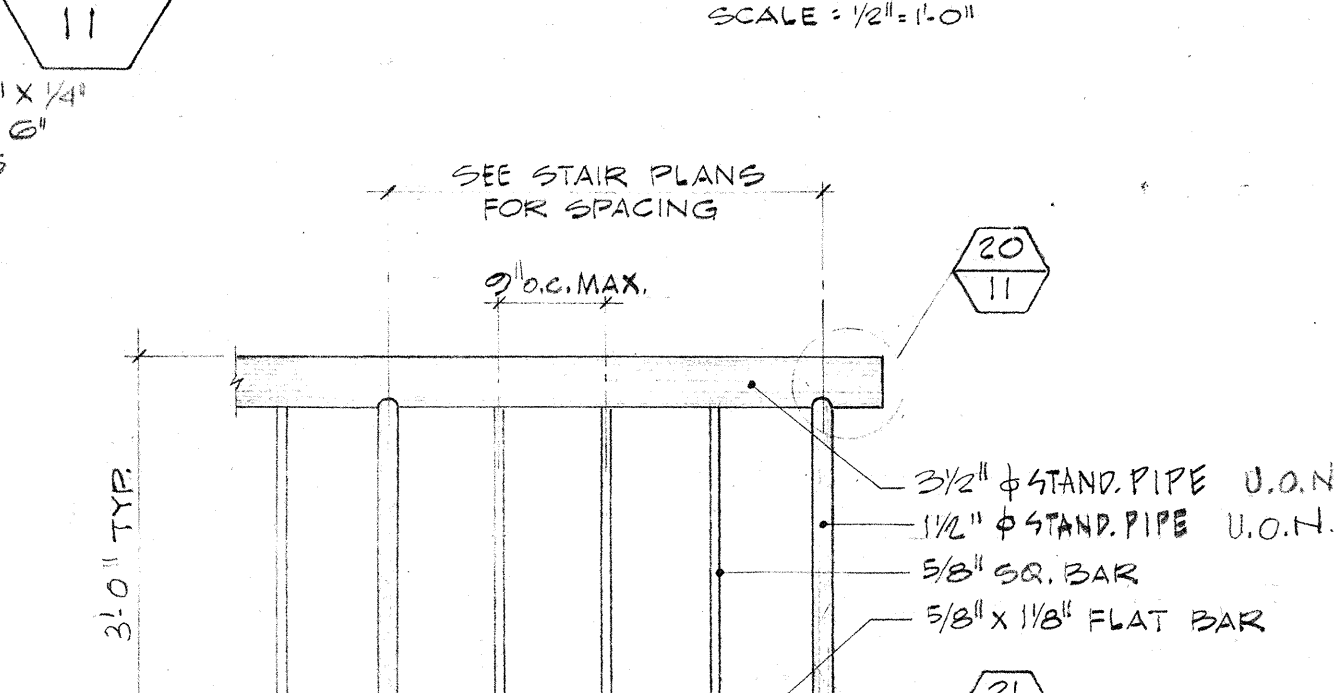 11
SCALE : 1/2" = 1'-0"
X 1/4"
6"
SEE STAIR PLANS
FOR SPACING
9" O.C. MAX.
20
11
3'-0" TYP.
3 1/2" ϕ STAND. PIPE U.O.N
1 1/2" ϕ STAND. PIPE U.O.N.
5/8" SQ. BAR
5/8" X 1 1/8" FLAT BAR
21